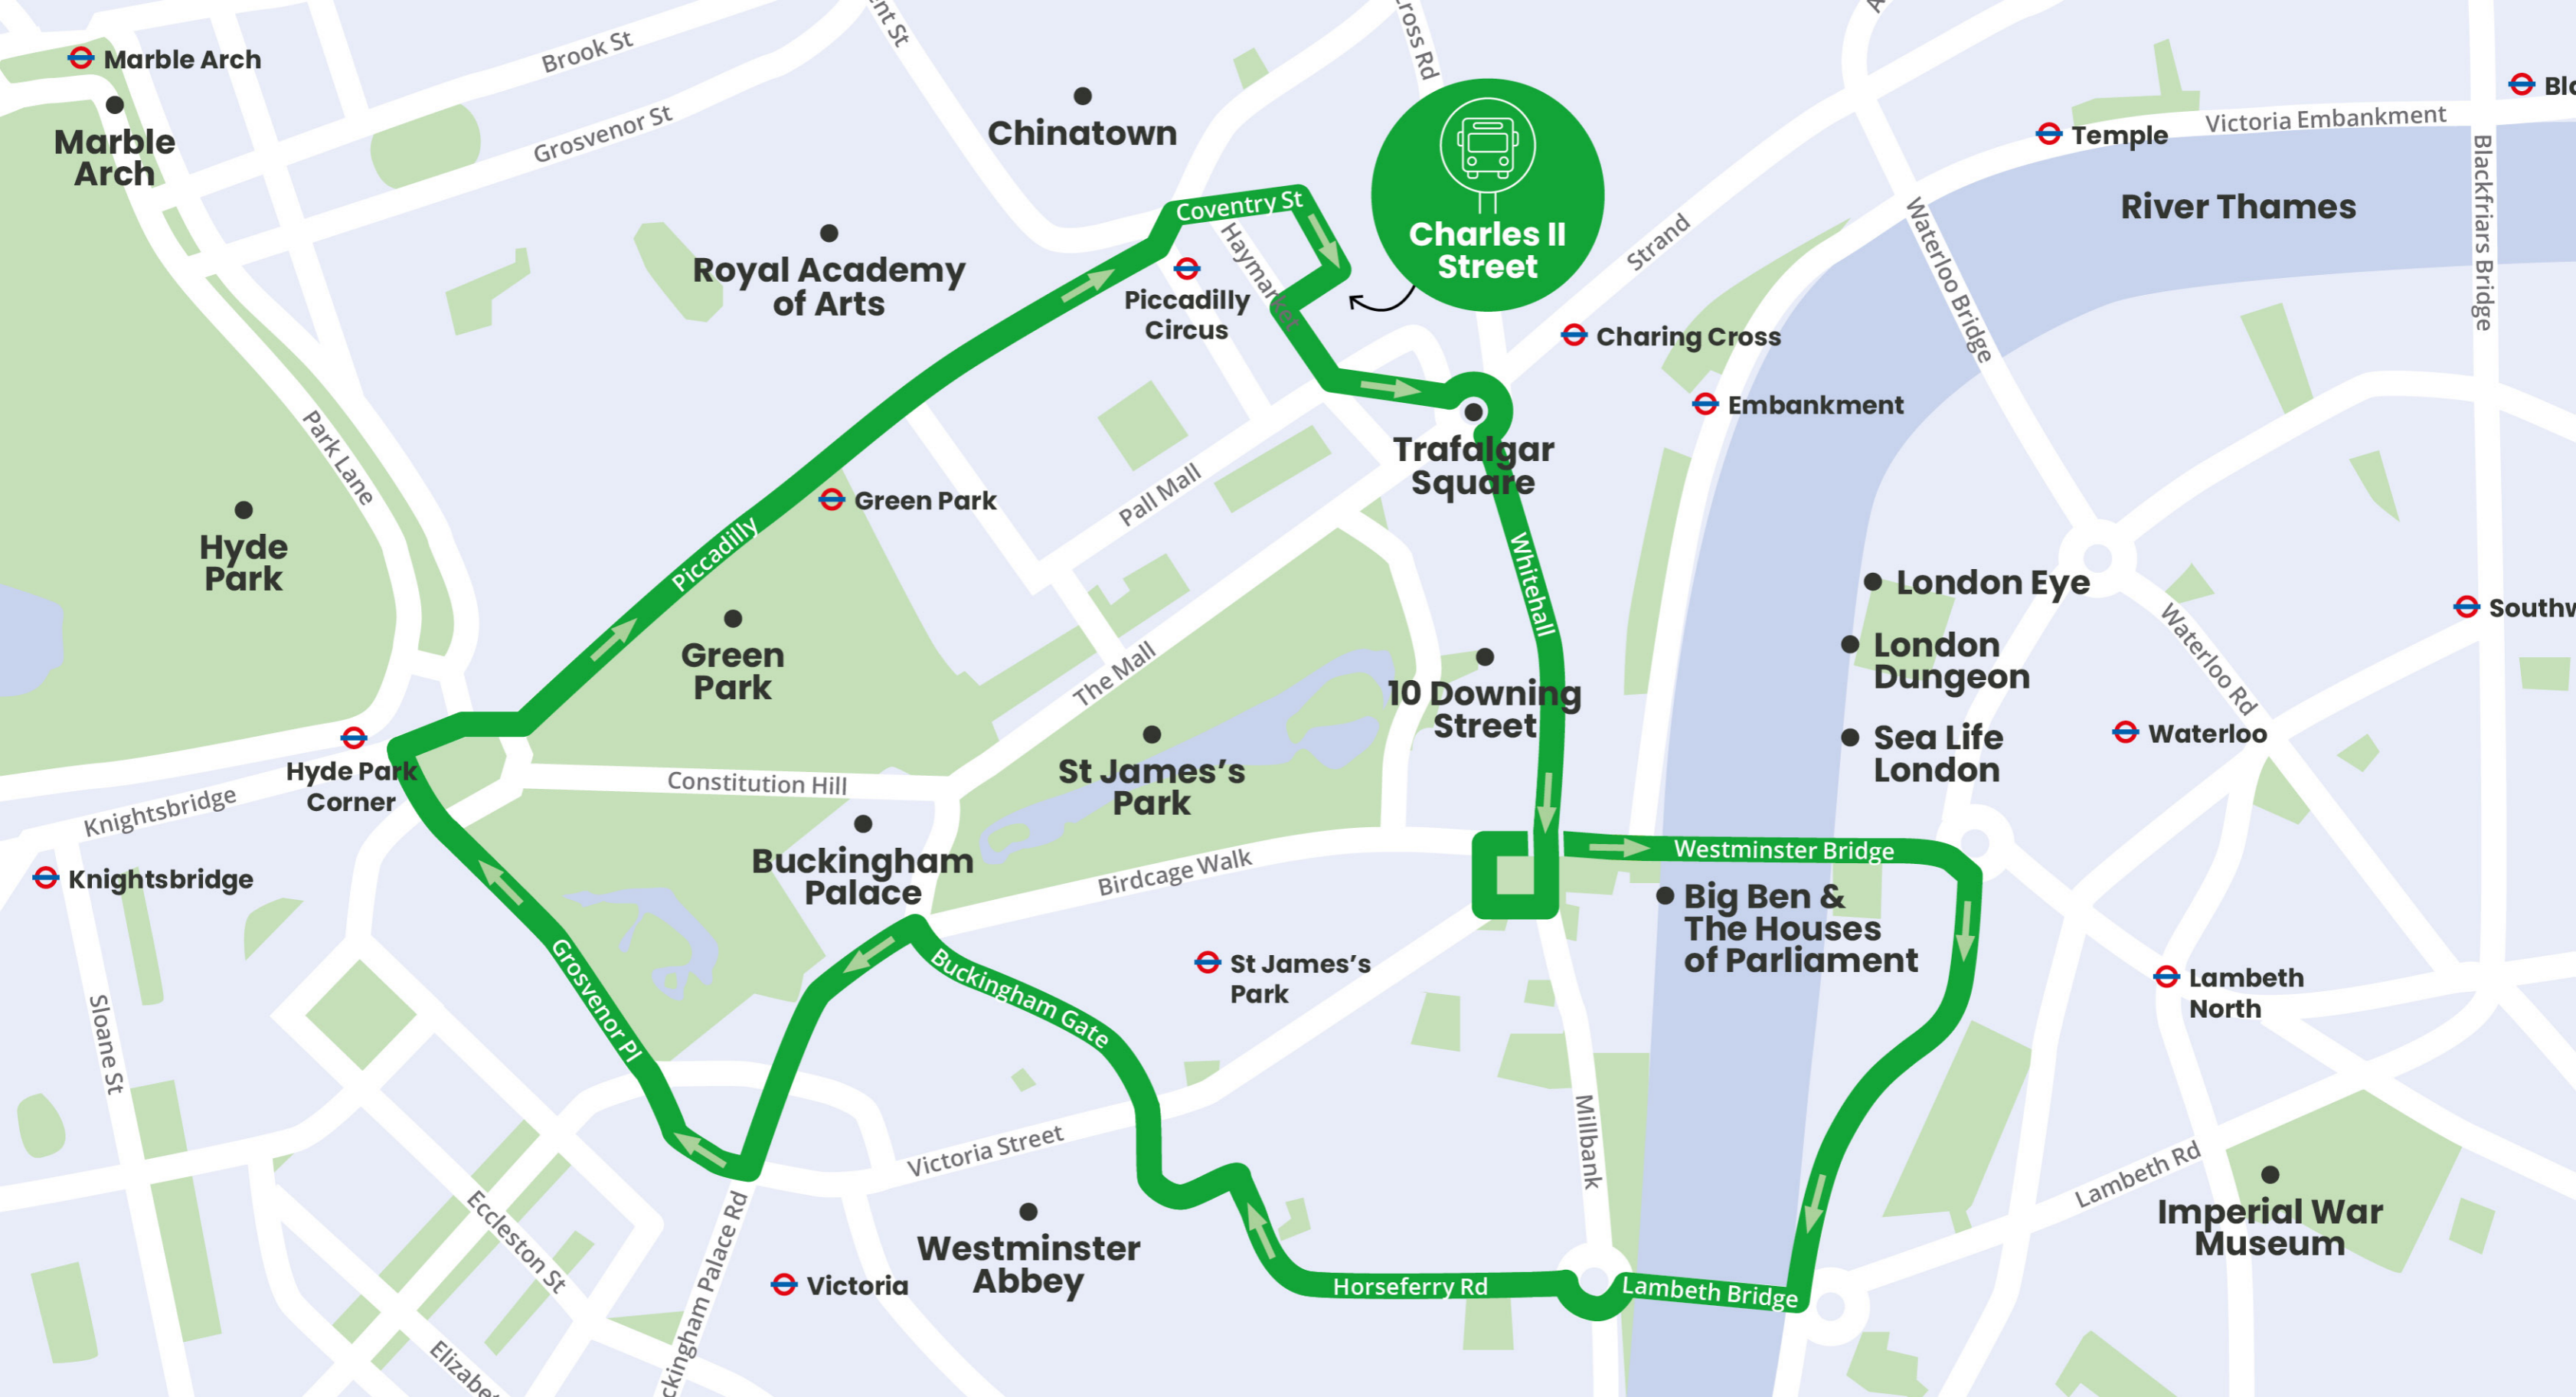 Marble Arch
Marble
Arch
Brook St
Grosvenor St
Chinatown
Charles II
Street
Temple
Victoria Embankment
River Thames
Blackfriars Bridge
Royal Academy
of Arts
Coventry St
Haymarket
Piccadilly
Circus
Strand
Waterloo Bridge
Charing Cross
Embankment
Park Lane
Hyde
Park
Piccadilly
Green Park
Green
Park
Pall Mall
The Mall
Trafalgar
Square
Whitehall
10 Downing
Street
London Eye
London
Dungeon
Sea Life
London
Waterloo Rd
Waterloo
Hyde Park
Corner
Knightsbridge
Knightsbridge
Constitution Hill
St James's
Park
Buckingham
Palace
Birdcage Walk
Westminster Bridge
Big Ben &
The Houses
of Parliament
St James's
Park
Lambeth
North
Sloane St
Grosvenor Pl
Buckingham Gate
Victoria Street
Millbank
Lambeth Rd
Imperial War
Museum
Eccleston St
Victoria
Westminster
Abbey
Horseferry Rd
Lambeth Bridge